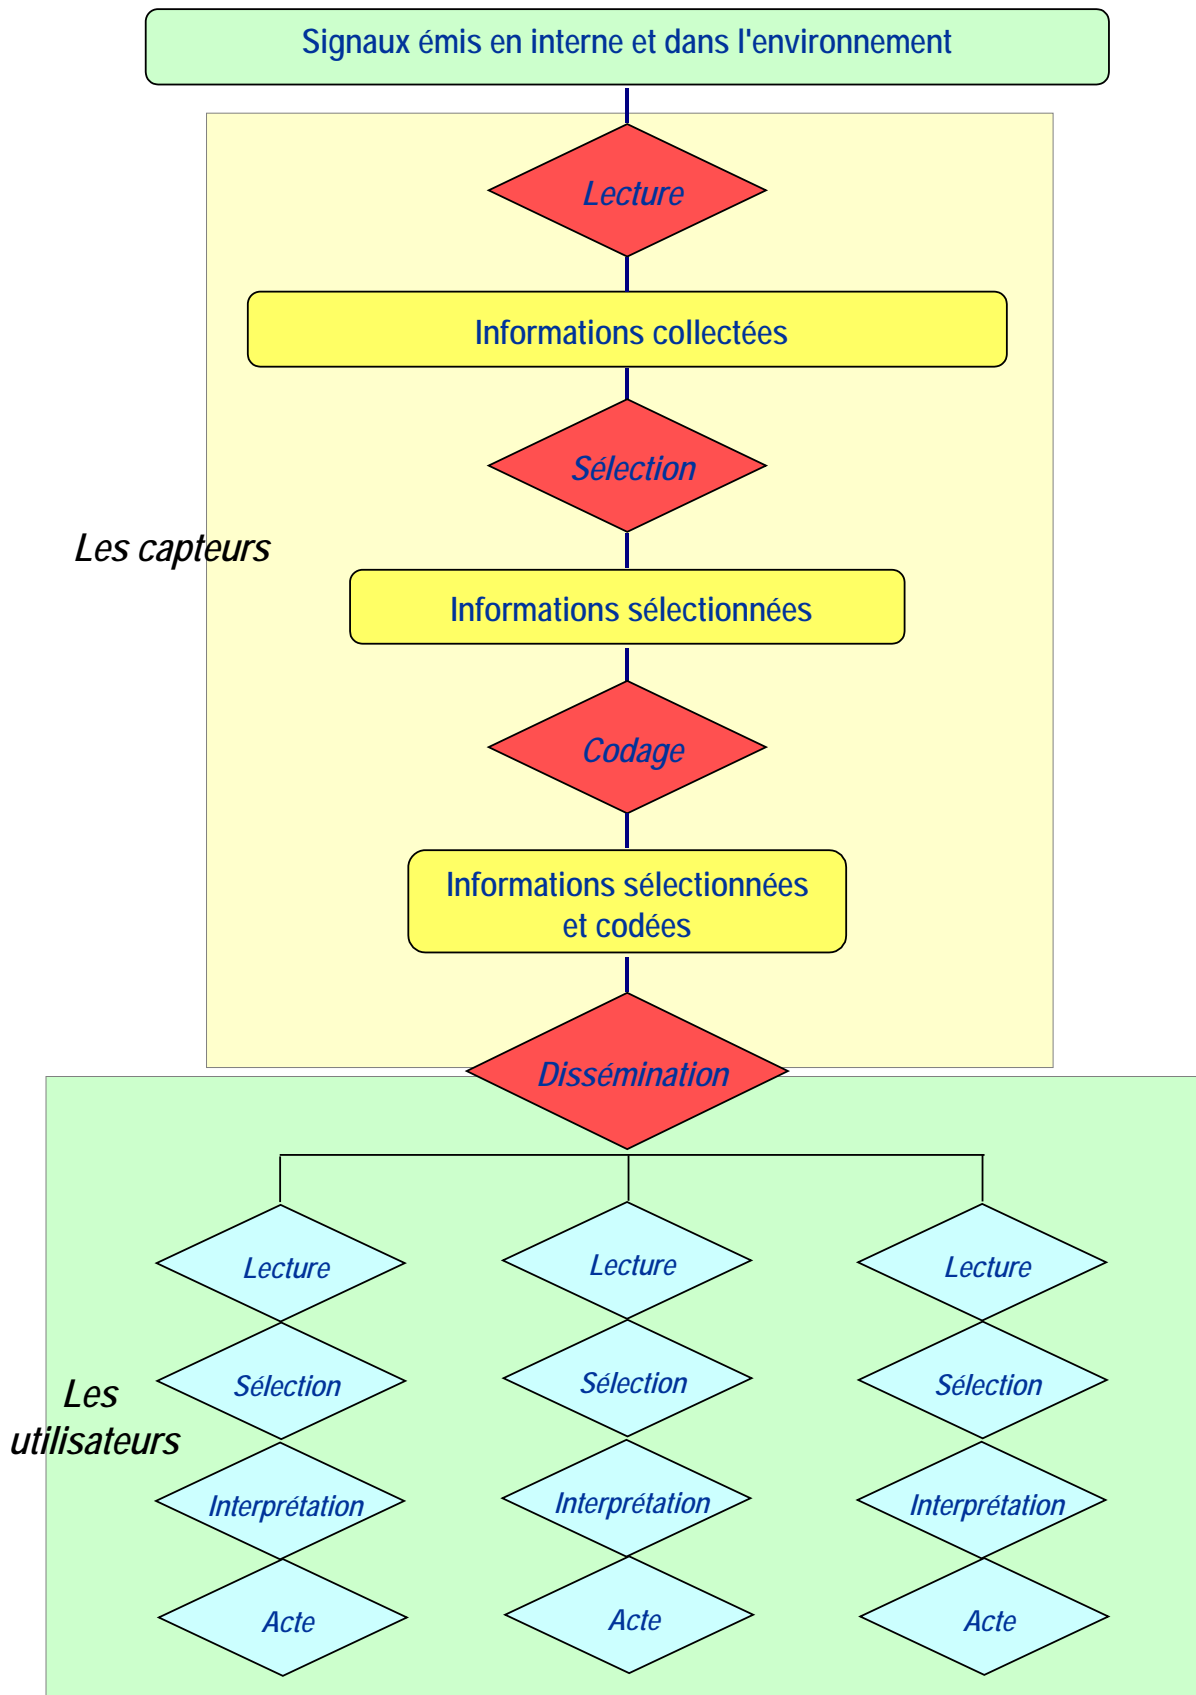 Signaux émis en interne et dans l'environnement
Lecture
Informations collectées
Sélection
Les capteurs
Informations sélectionnées
Codage
Informations sélectionnées
et codées
Dissémination
Lecture
Lecture
Lecture
Sélection
Sélection
Sélection
Les
utilisateurs
Interprétation
Interprétation
Interprétation
Acte
Acte
Acte